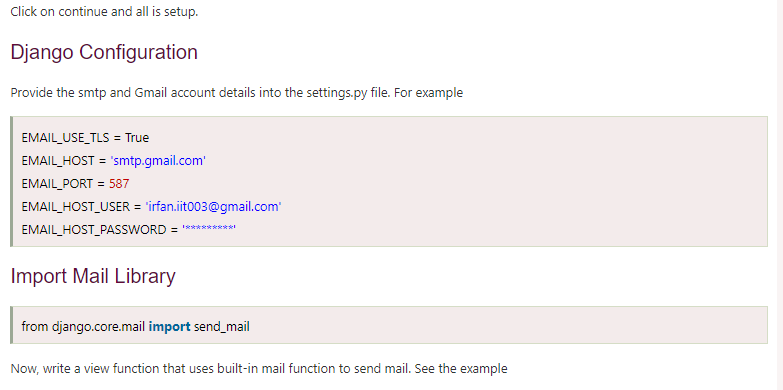 Click on continue and all is setup.
Django Configuration
Provide the smtp and Gmail account details into the settings.py file. For example
EMAIL_USE_TLS = True
EMAIL_HOST = 'smtp.gmail.com'
EMAIL_PORT = 587
EMAIL_HOST_USER = 'irfan.iit003@gmail.com'
EMAIL_HOST_PASSWORD = '*********'
Import Mail Library
from django.core.mail import send_mail
Now, write a view function that uses built-in mail function to send mail. See the example